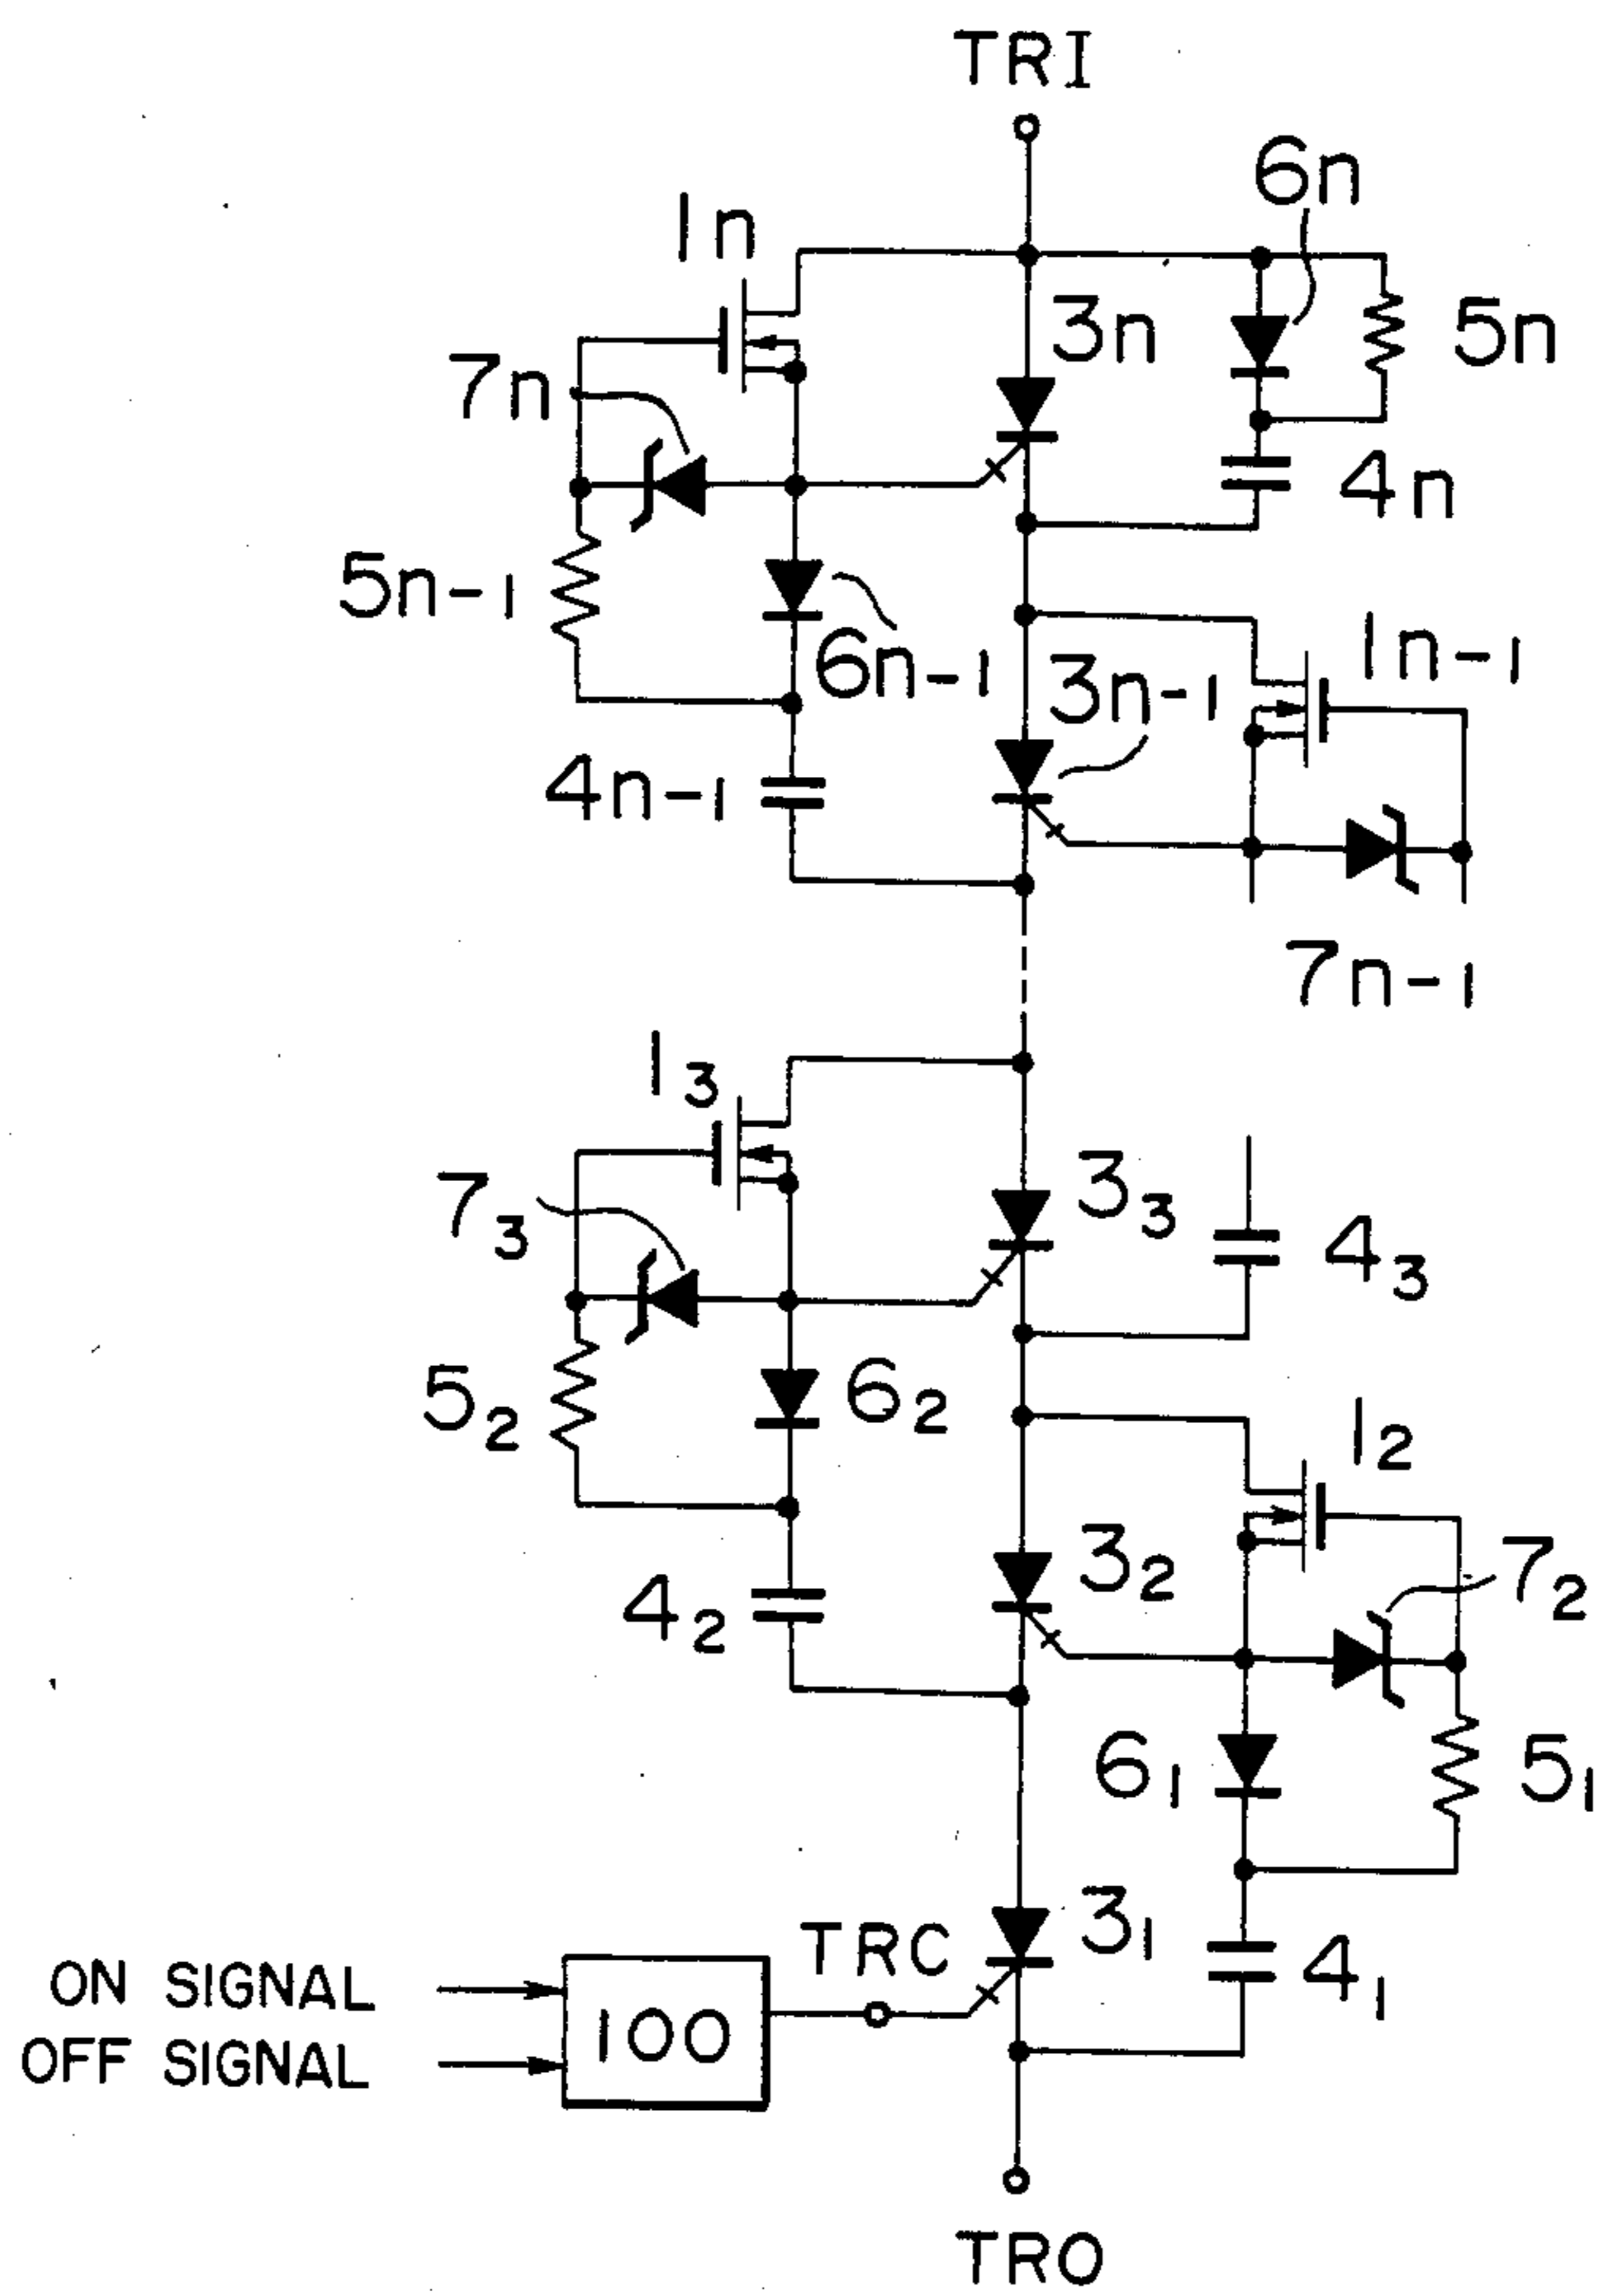 TRI
6n
1n
3n
5n
7n
4n
5n-1
1n-1
6n-1
3n-1
4n-1
7n-1
1₃
3₃
7₃
4₃
5₂
6₂
1₂
3₂
7₂
4₂
6₁
5₁
3₁
TRC
4₁
ON SIGNAL
100
OFF SIGNAL
TRO